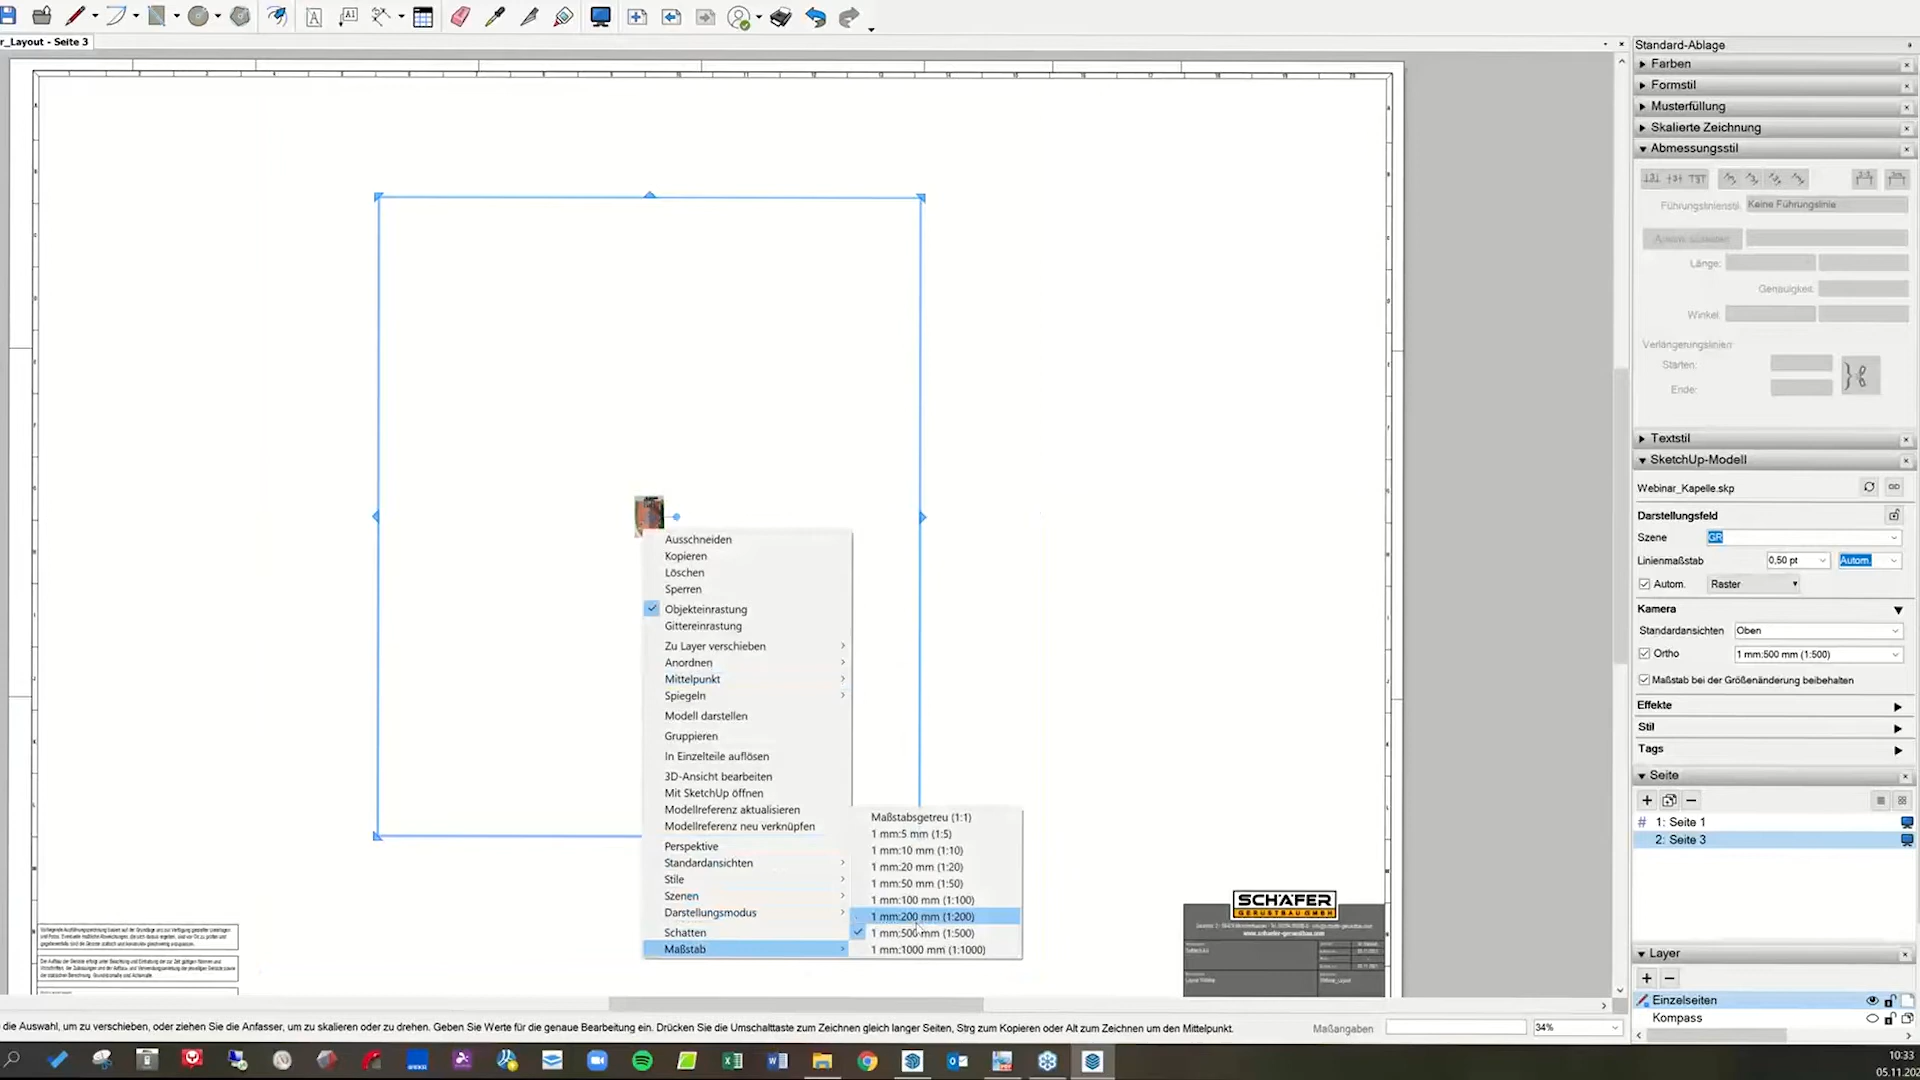 r_Layout - Seite 3
Standard-Ablage
Farben
Formstil
Musterfüllung
Skalierte Zeichnung
Abmessungsstil
Führungslinienstil: Keine Führungslinie
Länge:
Genauigkeit:
Winkel:
Verlängerungslinien:
Starten:
Ende:
Textstil
SketchUp-Modell
Webinar_Kapelle.skp
Darstellungsfeld
Szene GR
Linienmaßstab 0,50 pt Autom.
Autom. Raster
Kamera
Standardansichten Oben
Ortho 1 mm:500 mm (1:500)
Maßstab bei der Größenänderung beibehalten
Effekte
Stil
Tags
Seite
1: Seite 1
2: Seite 3
Layer
Einzelseiten
Kompass
Ausschneiden
Kopieren
Löschen
Sperren
Objekteinrastung
Gittereinrastung
Zu Layer verschieben
Anordnen
Mittelpunkt
Spiegeln
Modell darstellen
Gruppieren
In Einzelteile auflösen
3D-Ansicht bearbeiten
Mit SketchUp öffnen
Modellreferenz aktualisieren
Modellreferenz neu verknüpfen
Perspektive
Standardansichten
Stile
Szenen
Darstellungsmodus
Schatten
Maßstab
Maßstabsgetreu (1:1)
1 mm:5 mm (1:5)
1 mm:10 mm (1:10)
1 mm:20 mm (1:20)
1 mm:50 mm (1:50)
1 mm:100 mm (1:100)
1 mm:200 mm (1:200)
1 mm:500 mm (1:500)
1 mm:1000 mm (1:1000)
SCHÄFER
GERÜSTBAU GMBH
www.schaefer-geruestbau.com
die Auswahl, um zu verschieben, oder ziehen Sie die Anfasser, um zu skalieren oder zu drehen. Geben Sie Werte für die genaue Bearbeitung ein. Drücken Sie die Umschalttaste zum Zeichnen gleich langer Seiten, Strg zum Kopieren oder Alt zum Zeichnen um den Mittelpunkt.
Maßangaben
34%
10:33
05.11.202